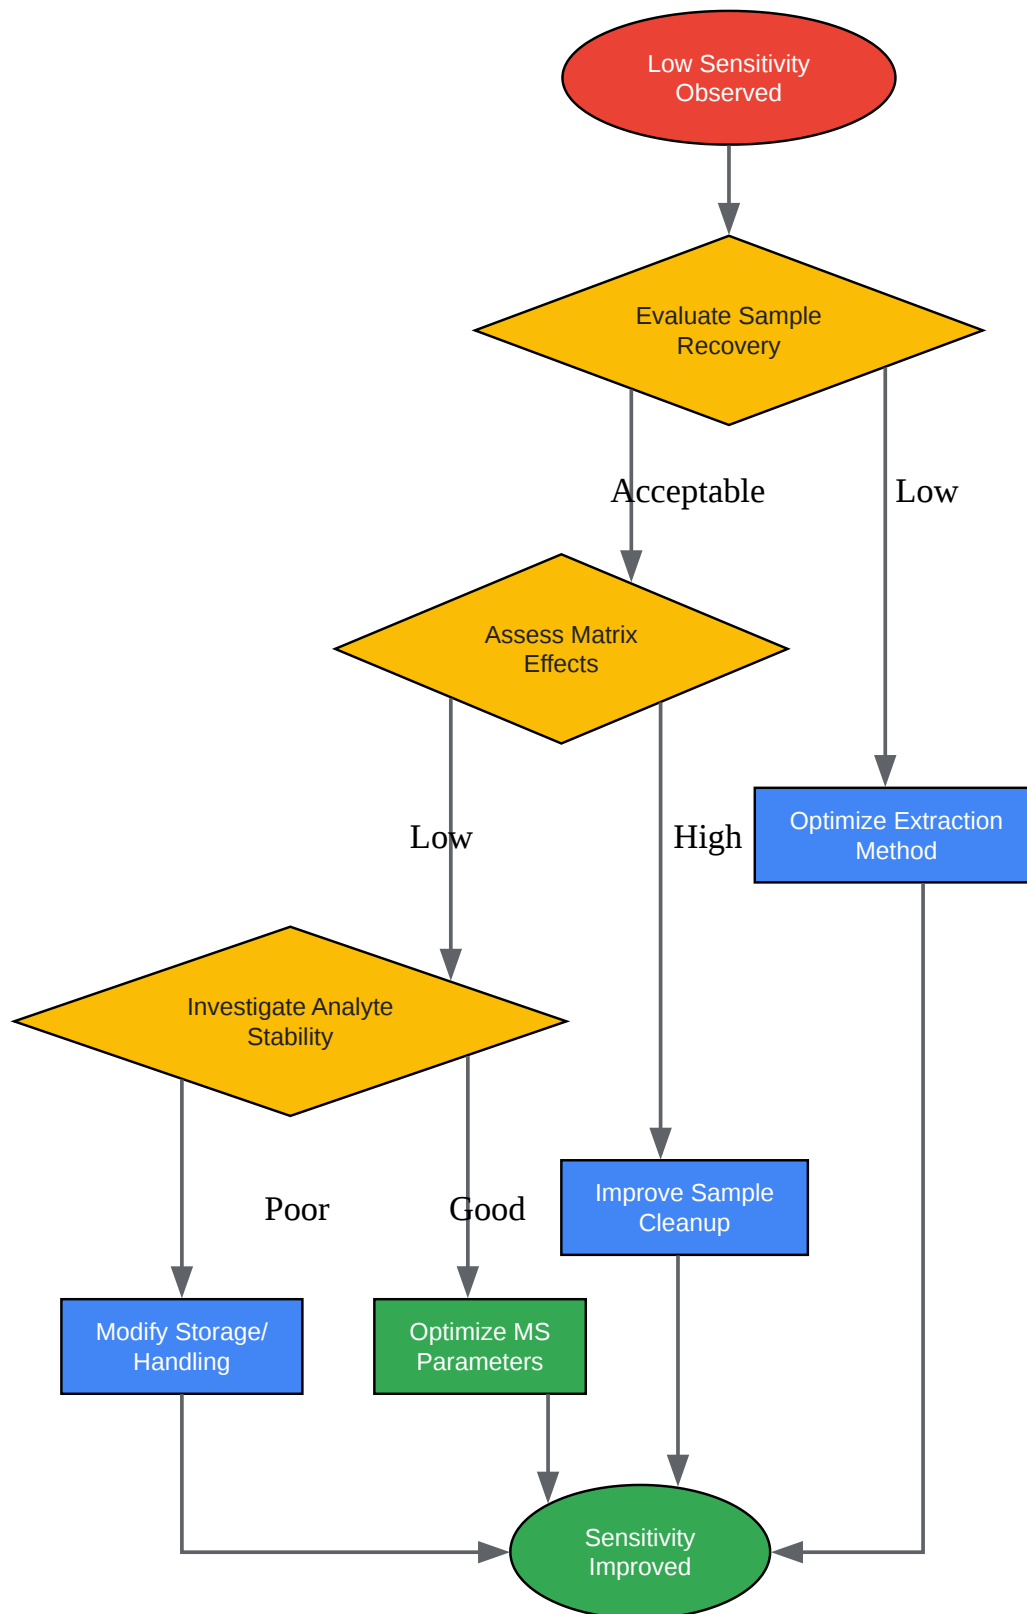 Low Sensitivity
Observed
Evaluate Sample
Recovery
Acceptable
Low
Assess Matrix
Effects
Low
High
Optimize Extraction
Method
Investigate Analyte
Stability
Poor
Good
Improve Sample
Cleanup
Modify Storage/
Handling
Optimize MS
Parameters
Sensitivity
Improved